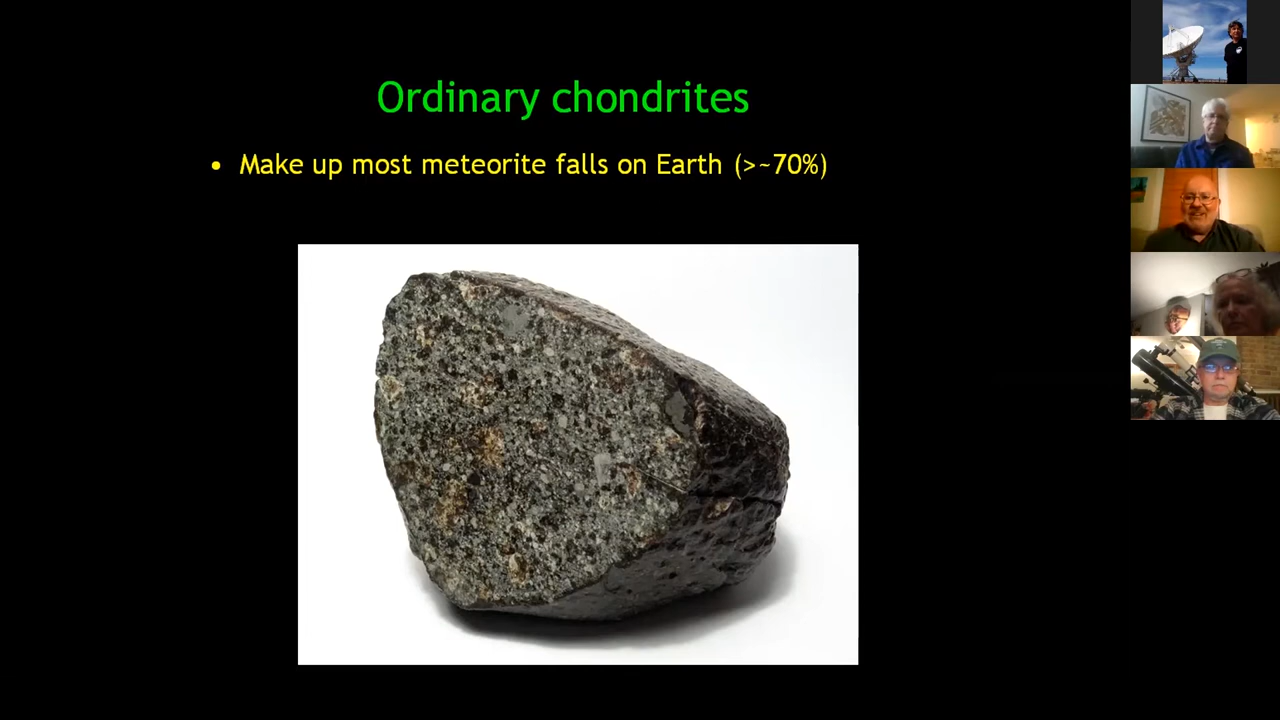 Ordinary chondrites
• Make up most meteorite falls on Earth (>~70%)